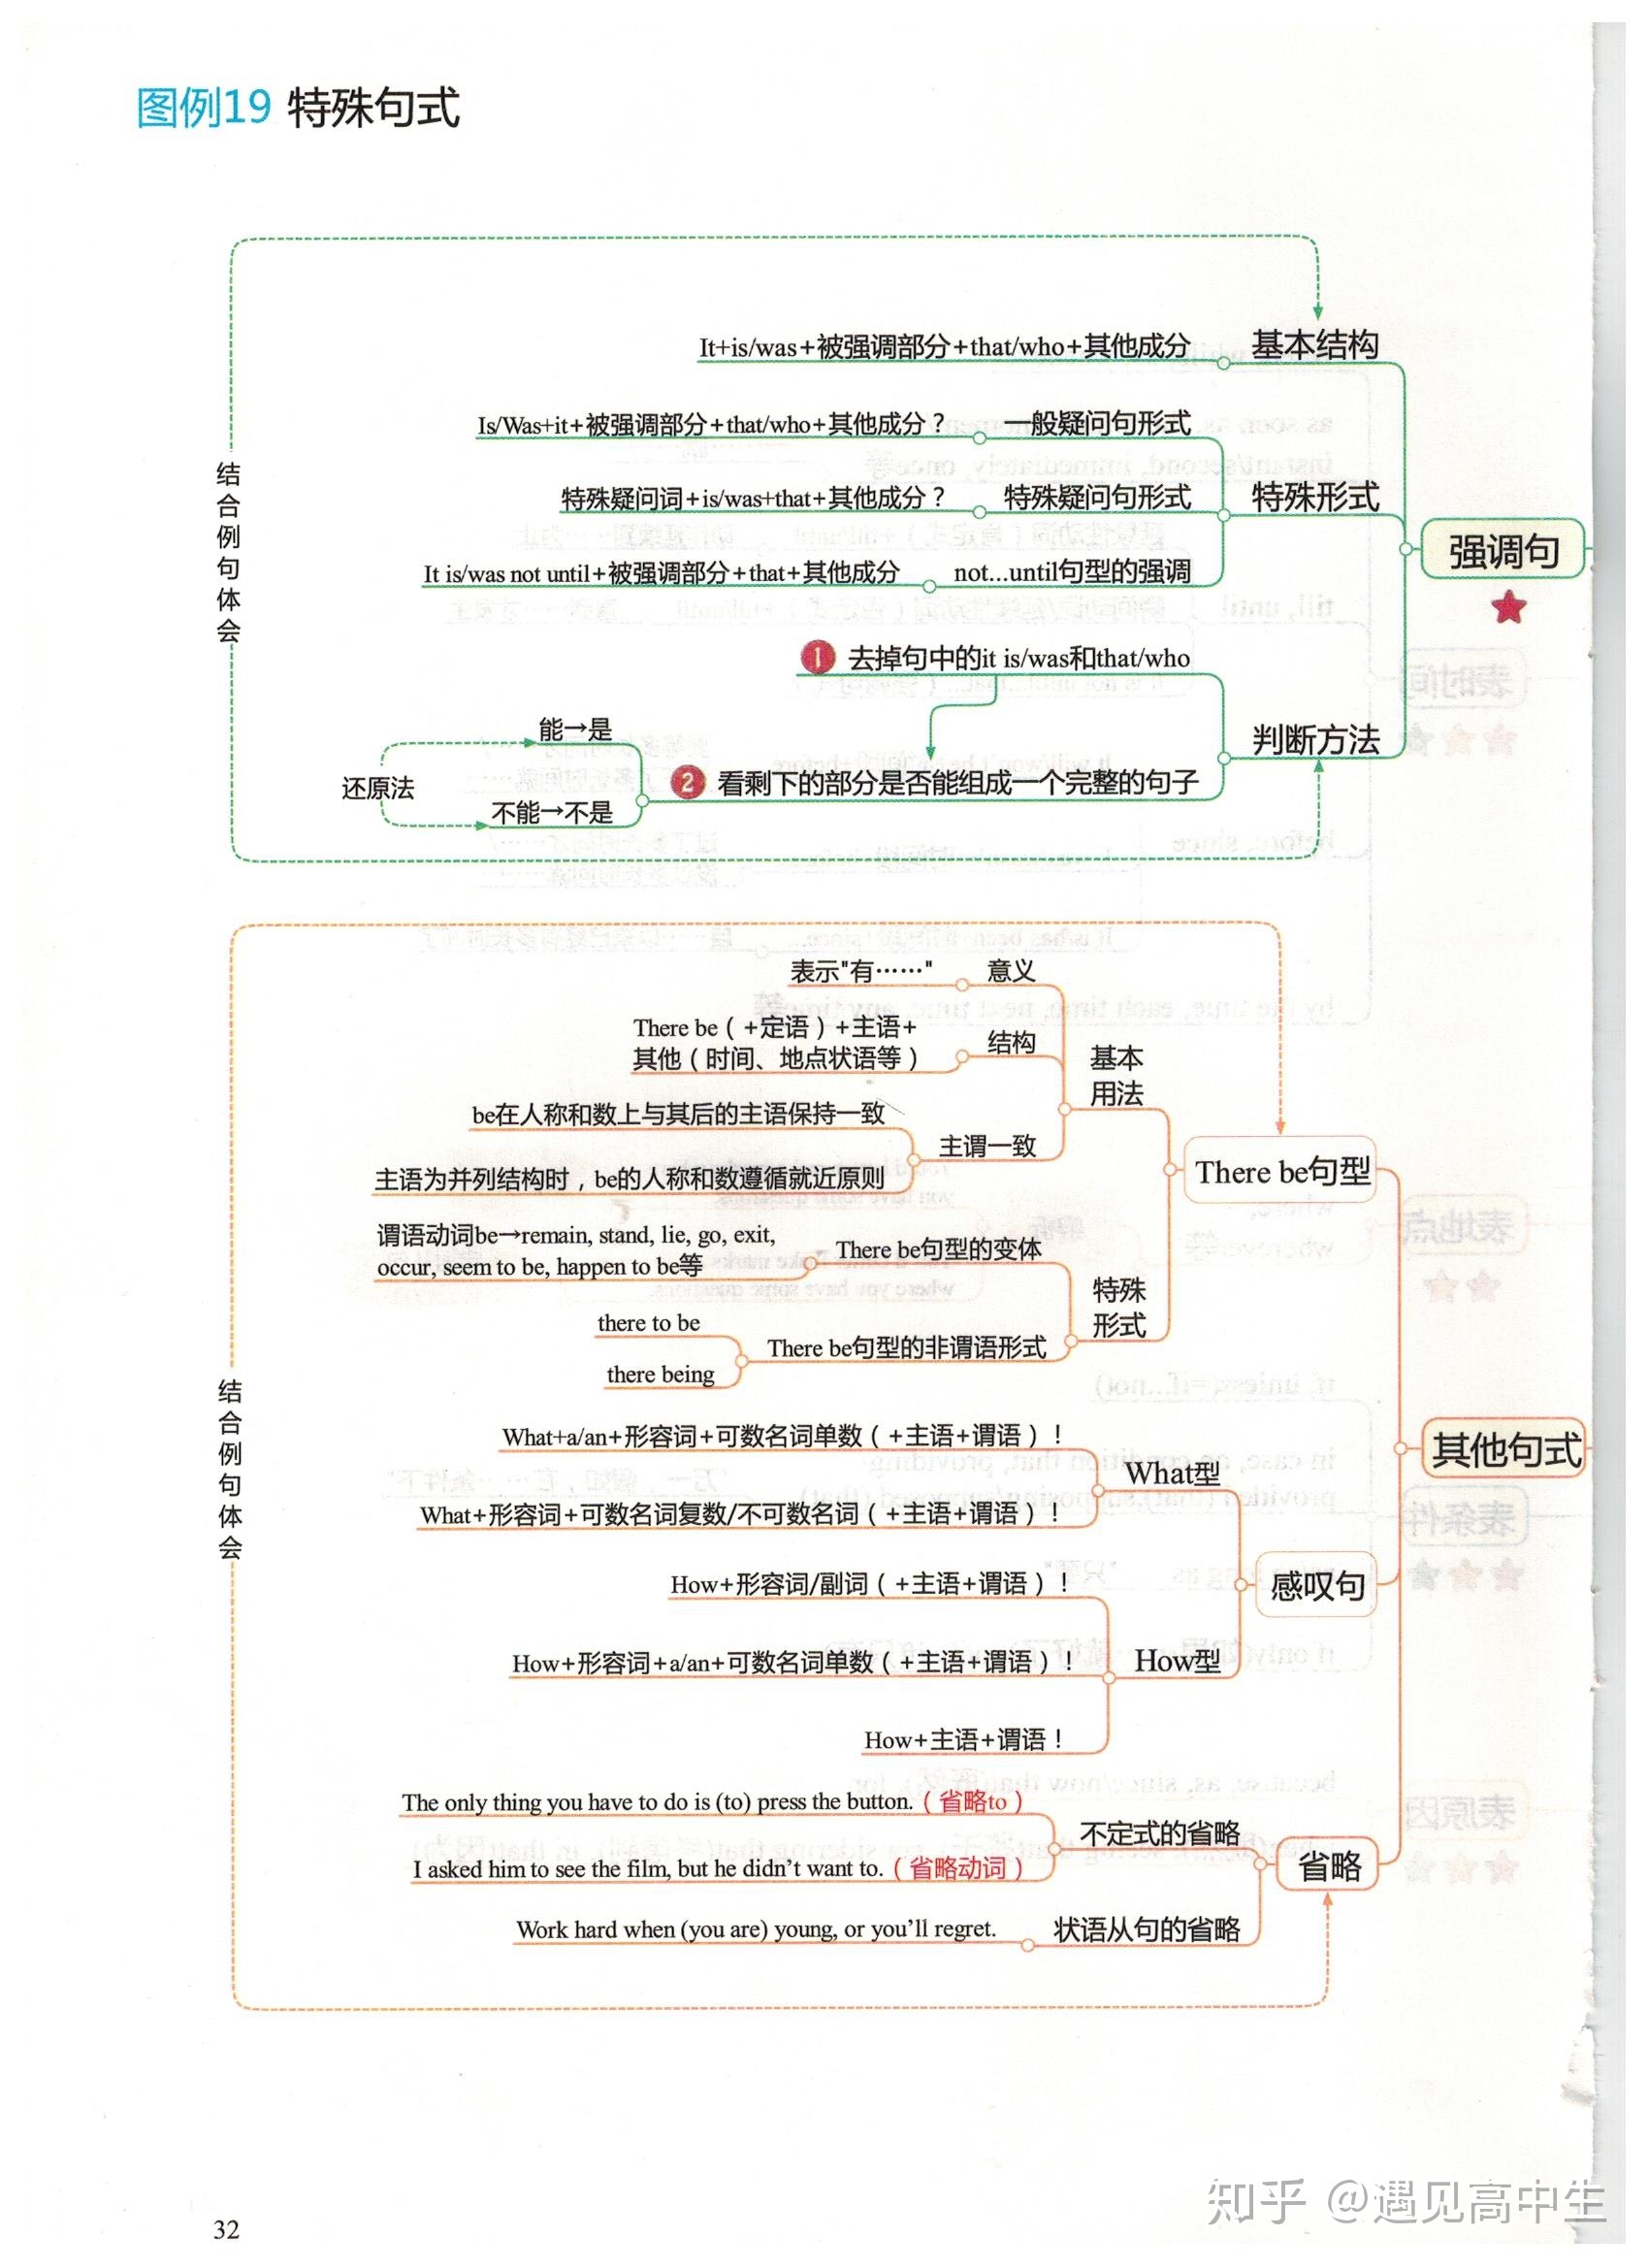 图例19 特殊句式
It+is/was+被强调部分+that/who+其他成分
基本结构
Is/Was+it+被强调部分+that/who+其他成分？
一般疑问句形式
特殊疑问词+is/was+that+其他成分？
特殊疑问句形式
特殊形式
It is/was not until+被强调部分+that+其他成分
not...until句型的强调
强调句
1 去掉句中的it is/was和that/who
能→是
判断方法
2 看剩下的部分是否能组成一个完整的句子
还原法
不能→不是
结合例句体会
表示"有……"
意义
There be（+定语）+主语+
其他（时间、地点状语等）
结构
基本
用法
be在人称和数上与其后的主语保持一致
主谓一致
主语为并列结构时，be的人称和数遵循就近原则
There be句型
谓语动词be→remain, stand, lie, go, exit,
occur, seem to be, happen to be等
There be句型的变体
特殊
形式
there to be
There be句型的非谓语形式
there being
结合例句体会
What+a/an+形容词+可数名词单数（+主语+谓语）！
What型
What+形容词+可数名词复数/不可数名词（+主语+谓语）！
其他句式
How+形容词/副词（+主语+谓语）！
感叹句
How+形容词+a/an+可数名词单数（+主语+谓语）！
How型
How+主语+谓语！
The only thing you have to do is (to) press the button.（省略to）
不定式的省略
I asked him to see the film, but he didn't want to.（省略动词）
省略
Work hard when (you are) young, or you'll regret.
状语从句的省略
知乎 @遇见高中生
32